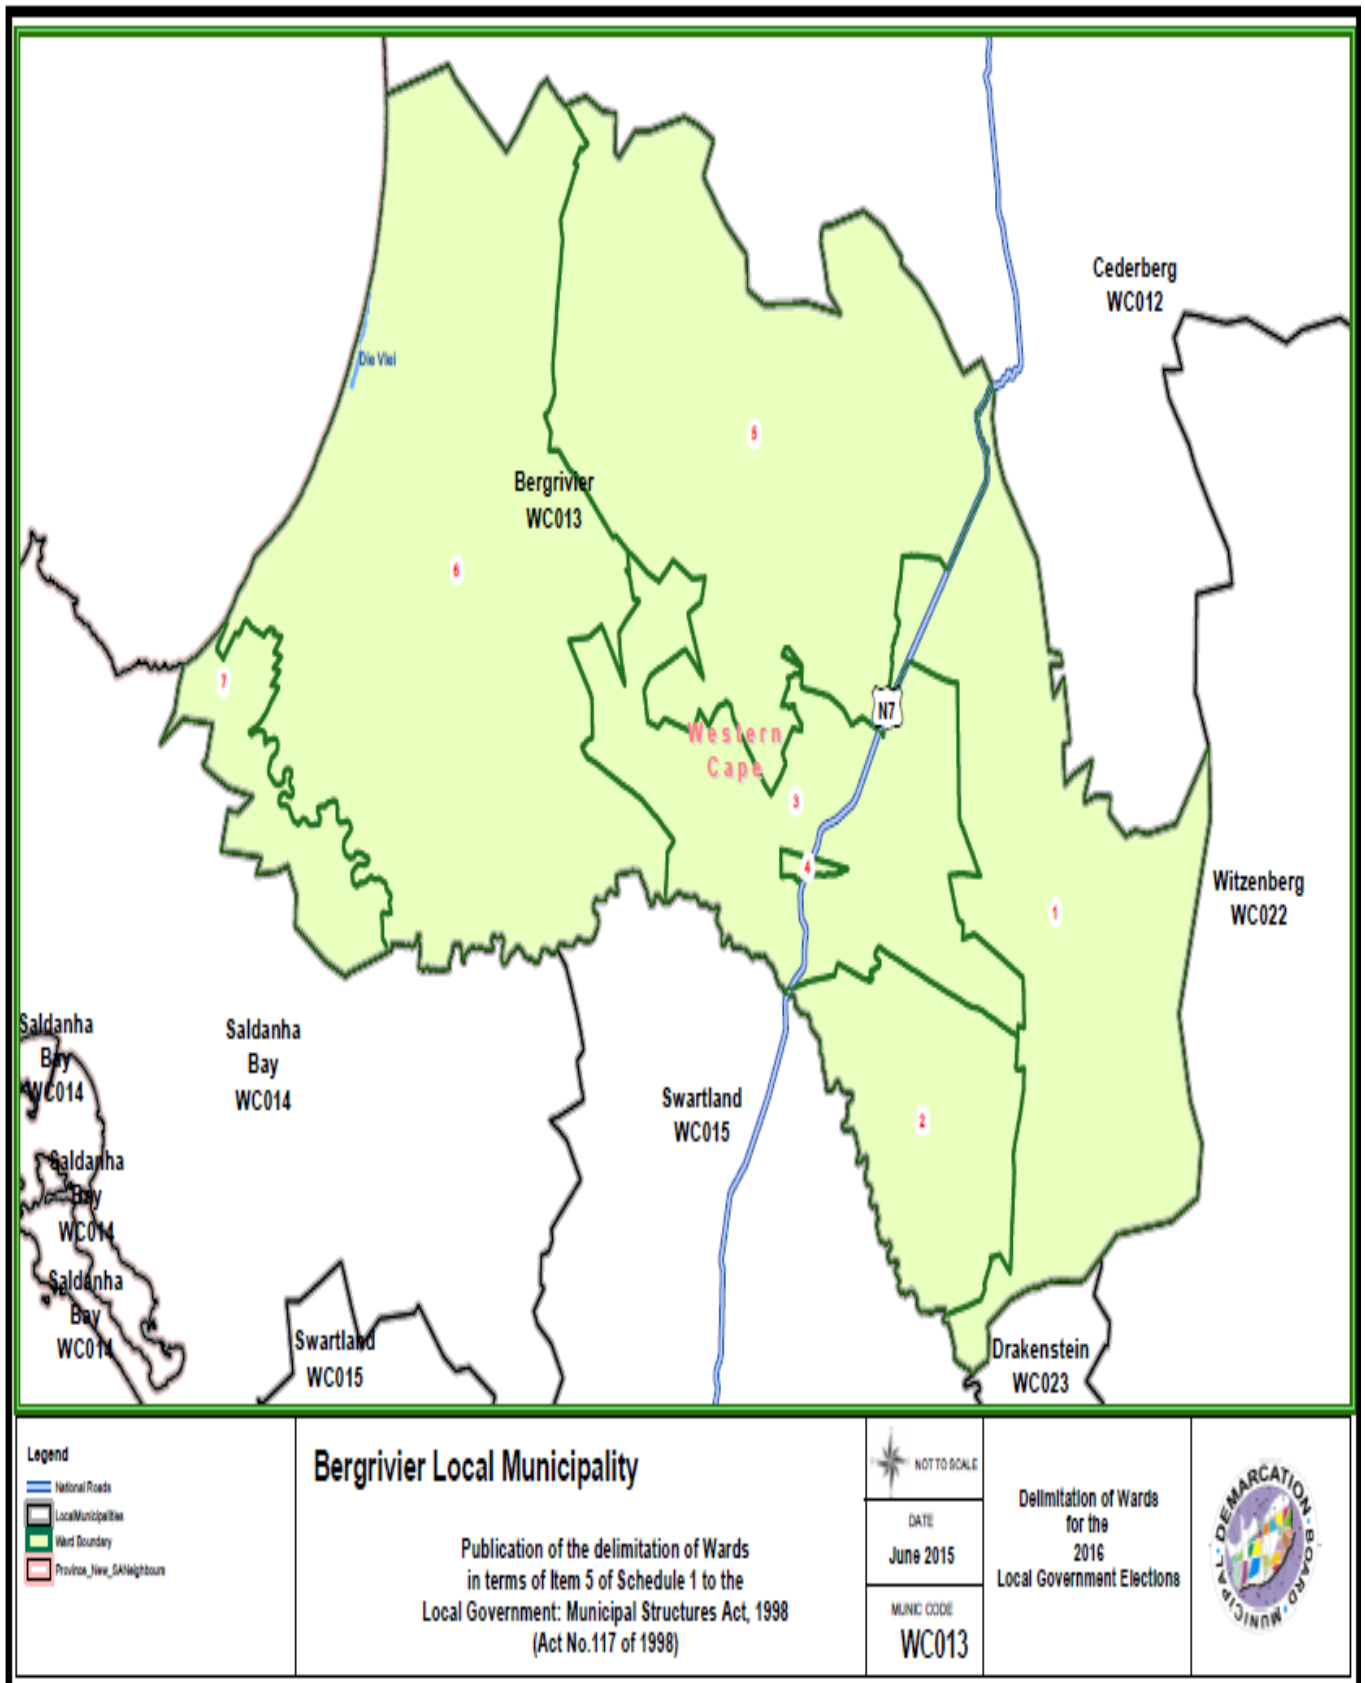 Cederberg
WC012
Die Vlei
5
Bergrivier
WC013
6
7
N7
Western
Cape
3
4
1
Witzenberg
WC022
2
Saldanha
Bay
WC014
Saldanha
Bay
WC014
Swartland
WC015
Saldanha
Bay
WC014
Saldanha
Bay
WC014
Swartland
WC015
Drakenstein
WC023
Legend
National Roads
LocalMunicipalities
Ward Boundary
Province_New_SANeighbours
Bergrivier Local Municipality
Publication of the delimitation of Wards
in terms of Item 5 of Schedule 1 to the
Local Government: Municipal Structures Act, 1998
(Act No.117 of 1998)
NOT TO SCALE
DATE
June 2015
MUNIC CODE
WC013
Delimitation of Wards
for the
2016
Local Government Elections
MUNICIPAL DEMARCATION BOARD